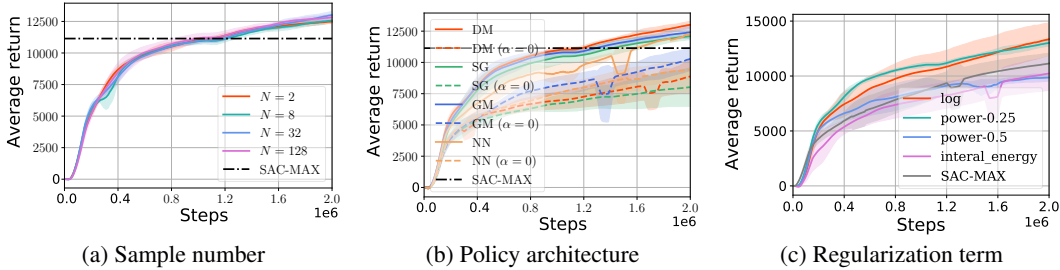 Average return
12500
10000
7500
5000
2500
0
N = 2
N = 8
N = 32
N = 128
SAC-MAX
0.0 0.4 0.8 1.2 1.6 2.0
Steps
1e6
(a) Sample number
Average return
12500
10000
7500
5000
2500
0
DM
DM (α = 0)
SG
SG (α = 0)
GM
GM (α = 0)
NN
NN (α = 0)
SAC-MAX
0.0 0.4 0.8 1.2 1.6 2.0
Steps
1e6
(b) Policy architecture
Average return
15000
10000
5000
0
log
power-0.25
power-0.5
interal_energy
SAC-MAX
0.0 0.4 0.8 1.2 1.6 2.0
Steps
1e6
(c) Regularization term